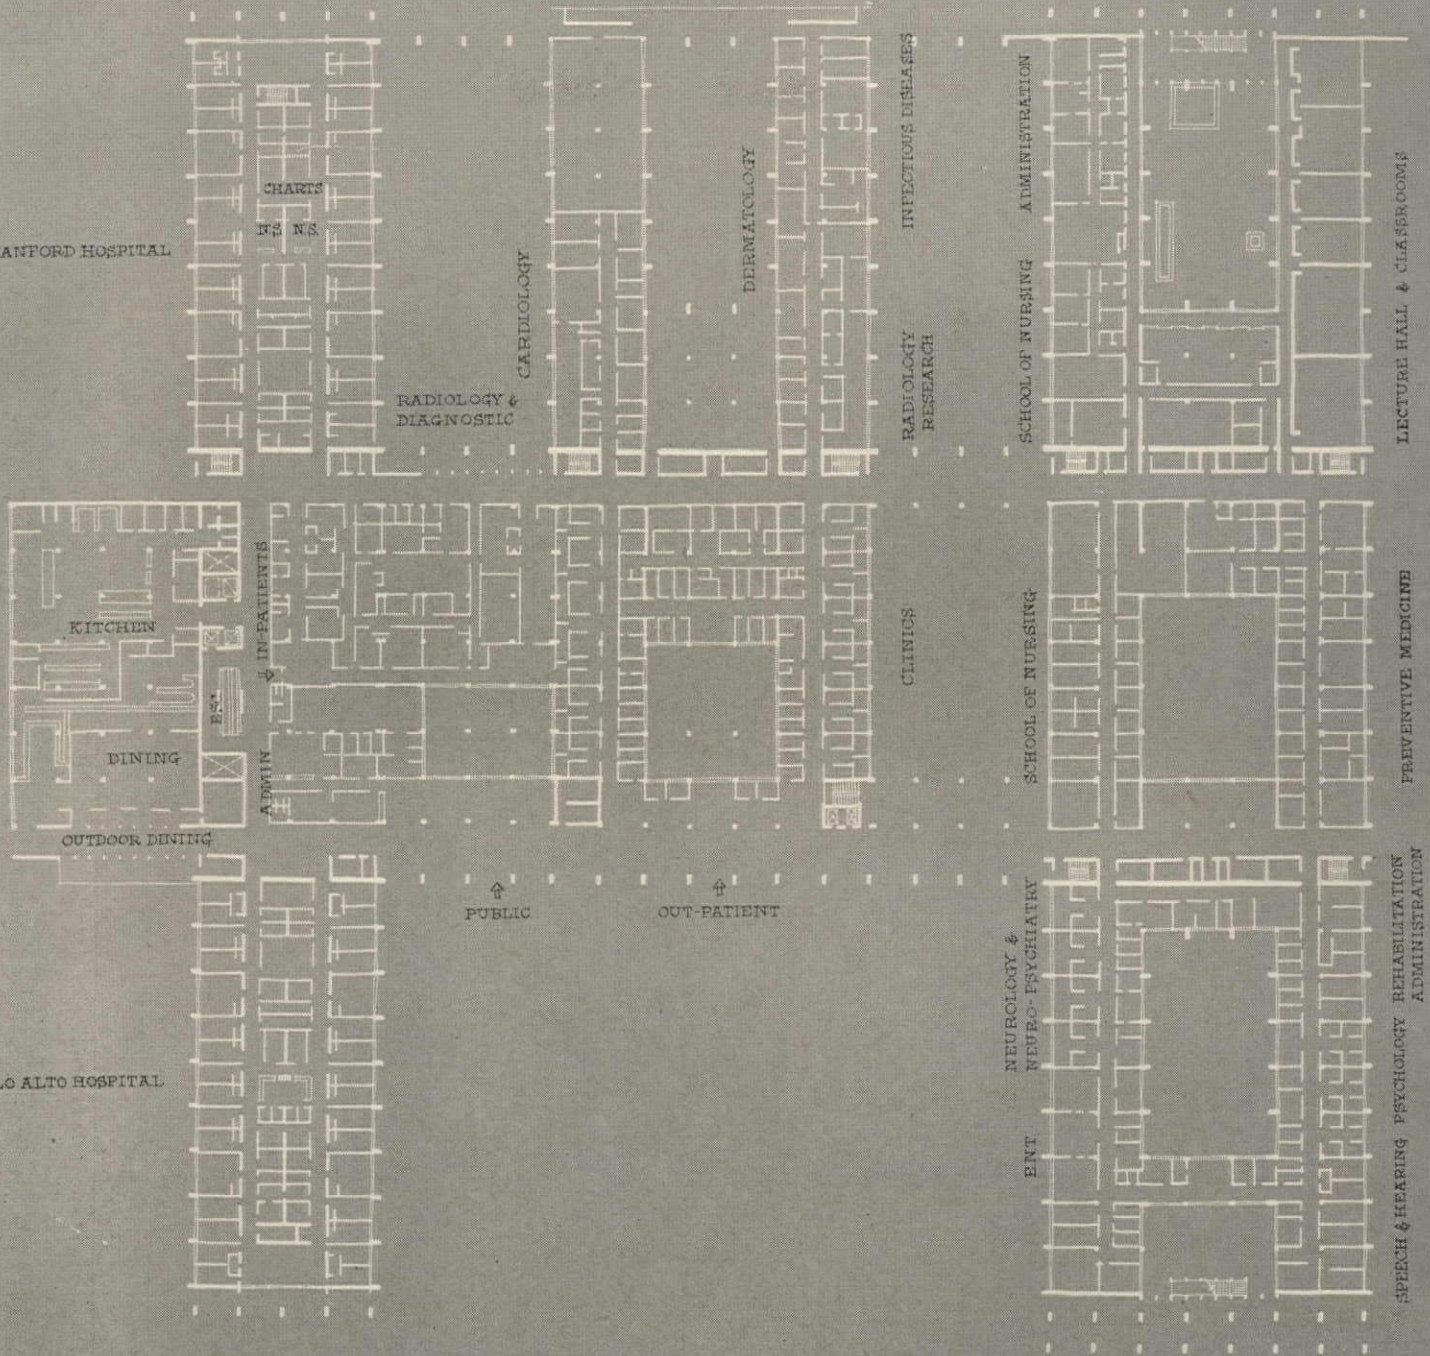 ANFORD HOSPITAL
CHARTS
N.S. N.S.
RADIOLOGY &
DIAGNOSTIC
CARDIOLOGY
DERMATOLOGY
INFECTIOUS DISEASES
RADIOLOGY
RESEARCH
ADMINISTRATION
SCHOOL OF NURSING
LECTURE HALL & CLASSROOMS
KITCHEN
DINING
OUTDOOR DINING
ESC.
IN-PATIENTS
ADMIN
CLINICS
SCHOOL OF NURSING
PREVENTIVE MEDICINE
PUBLIC
OUT-PATIENT
LO ALTO HOSPITAL
NEUROLOGY &
NEURO-PSYCHIATRY
ENT
REHABILITATION
ADMINISTRATION
PSYCHOLOGY
SPEECH & HEARING